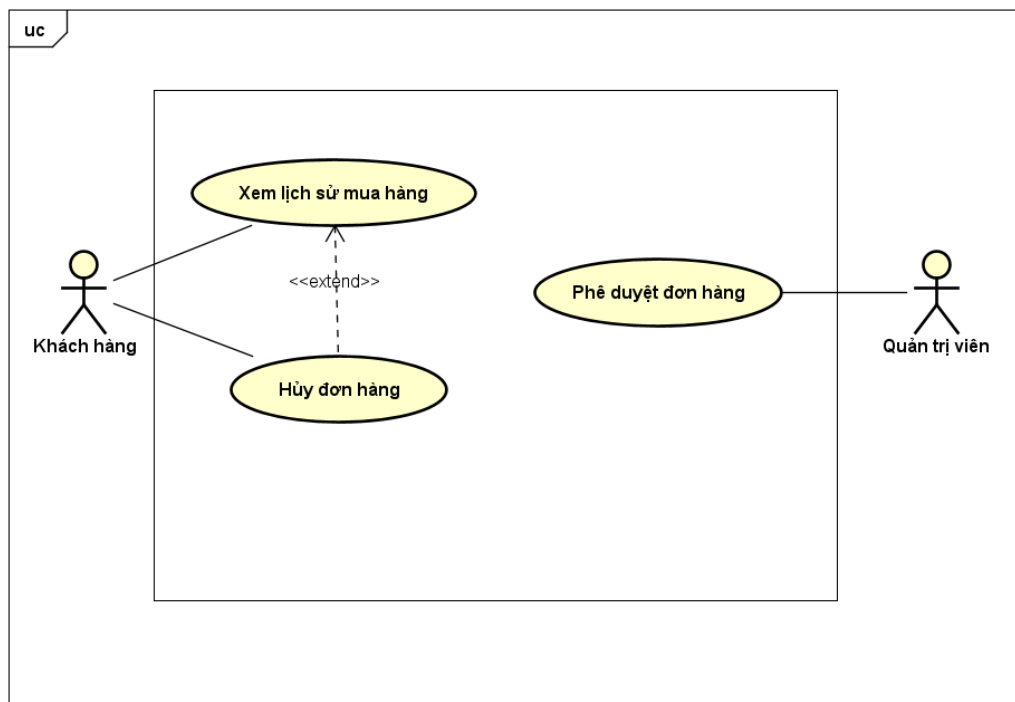 uc
Xem lịch sử mua hàng
<<extend>>
Phê duyệt đơn hàng
Khách hàng
Quản trị viên
Hủy đơn hàng